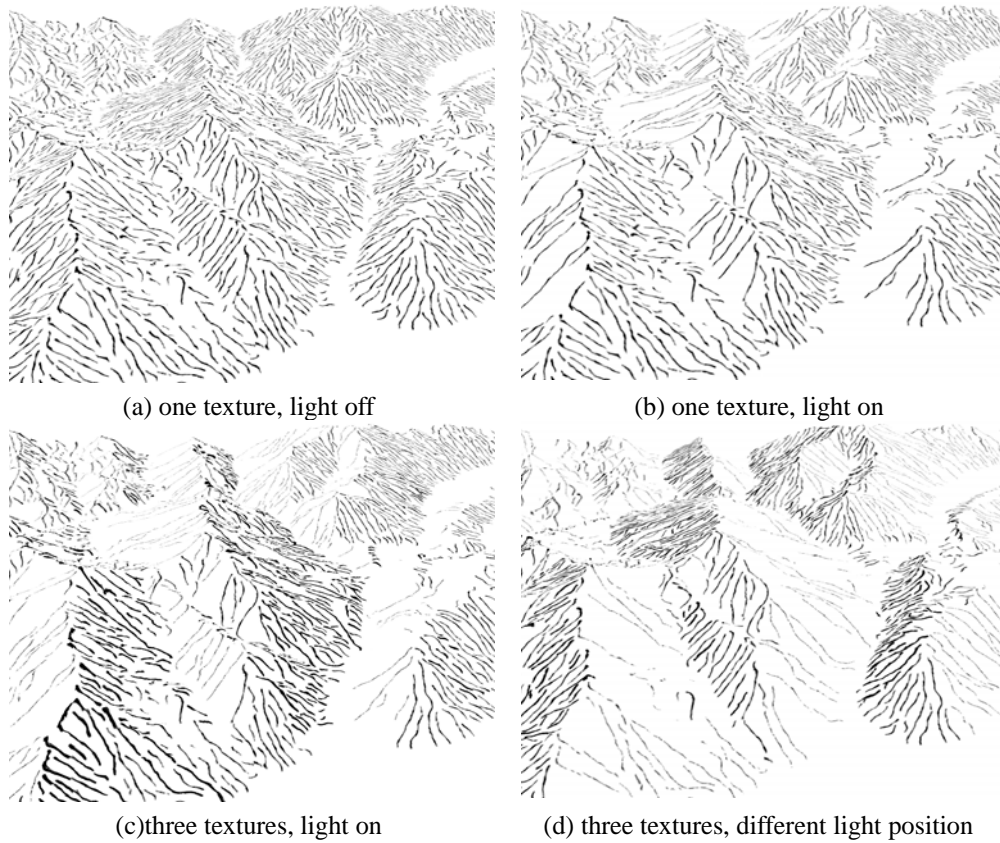 (a) one texture, light off
(b) one texture, light on
(c)three textures, light on
(d) three textures, different light position